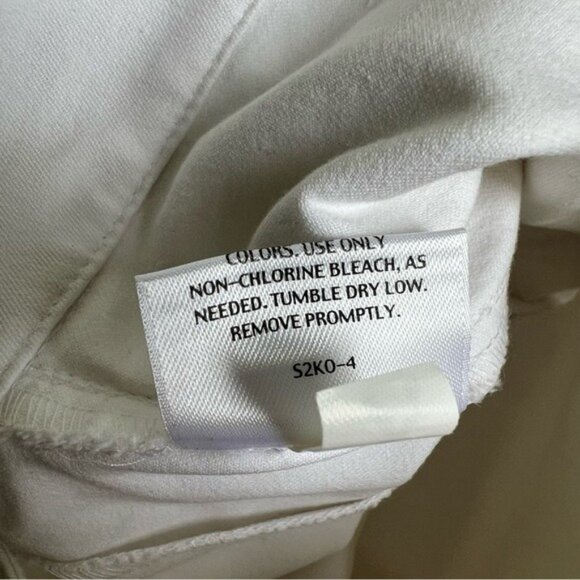 COLORS. USE ONLY
NON-CHLORINE BLEACH, AS
NEEDED. TUMBLE DRY LOW.
REMOVE PROMPTLY.
S2K0-4